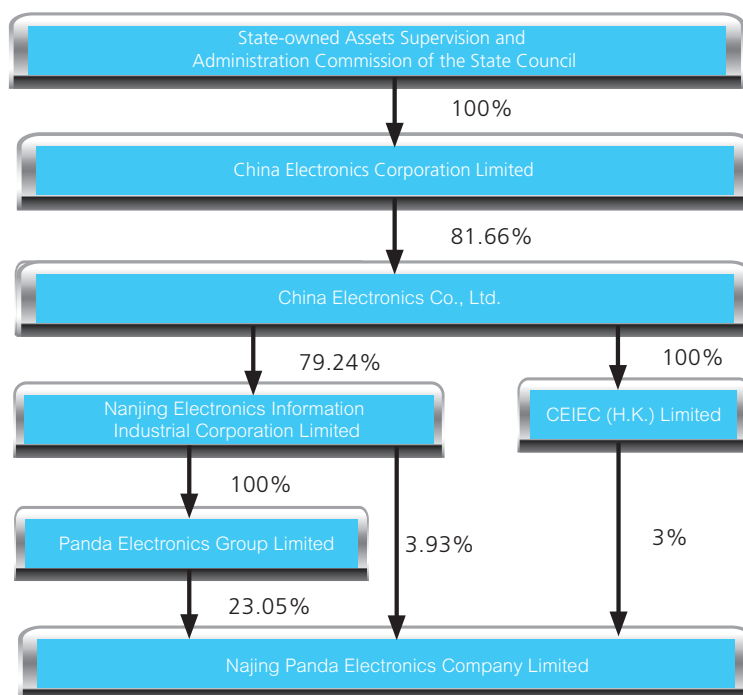 State-owned Assets Supervision and
Administration Commission of the State Council
100%
China Electronics Corporation Limited
81.66%
China Electronics Co., Ltd.
79.24%
100%
Nanjing Electronics Information
Industrial Corporation Limited
CEIEC (H.K.) Limited
100%
Panda Electronics Group Limited
3.93%
3%
23.05%
Najing Panda Electronics Company Limited